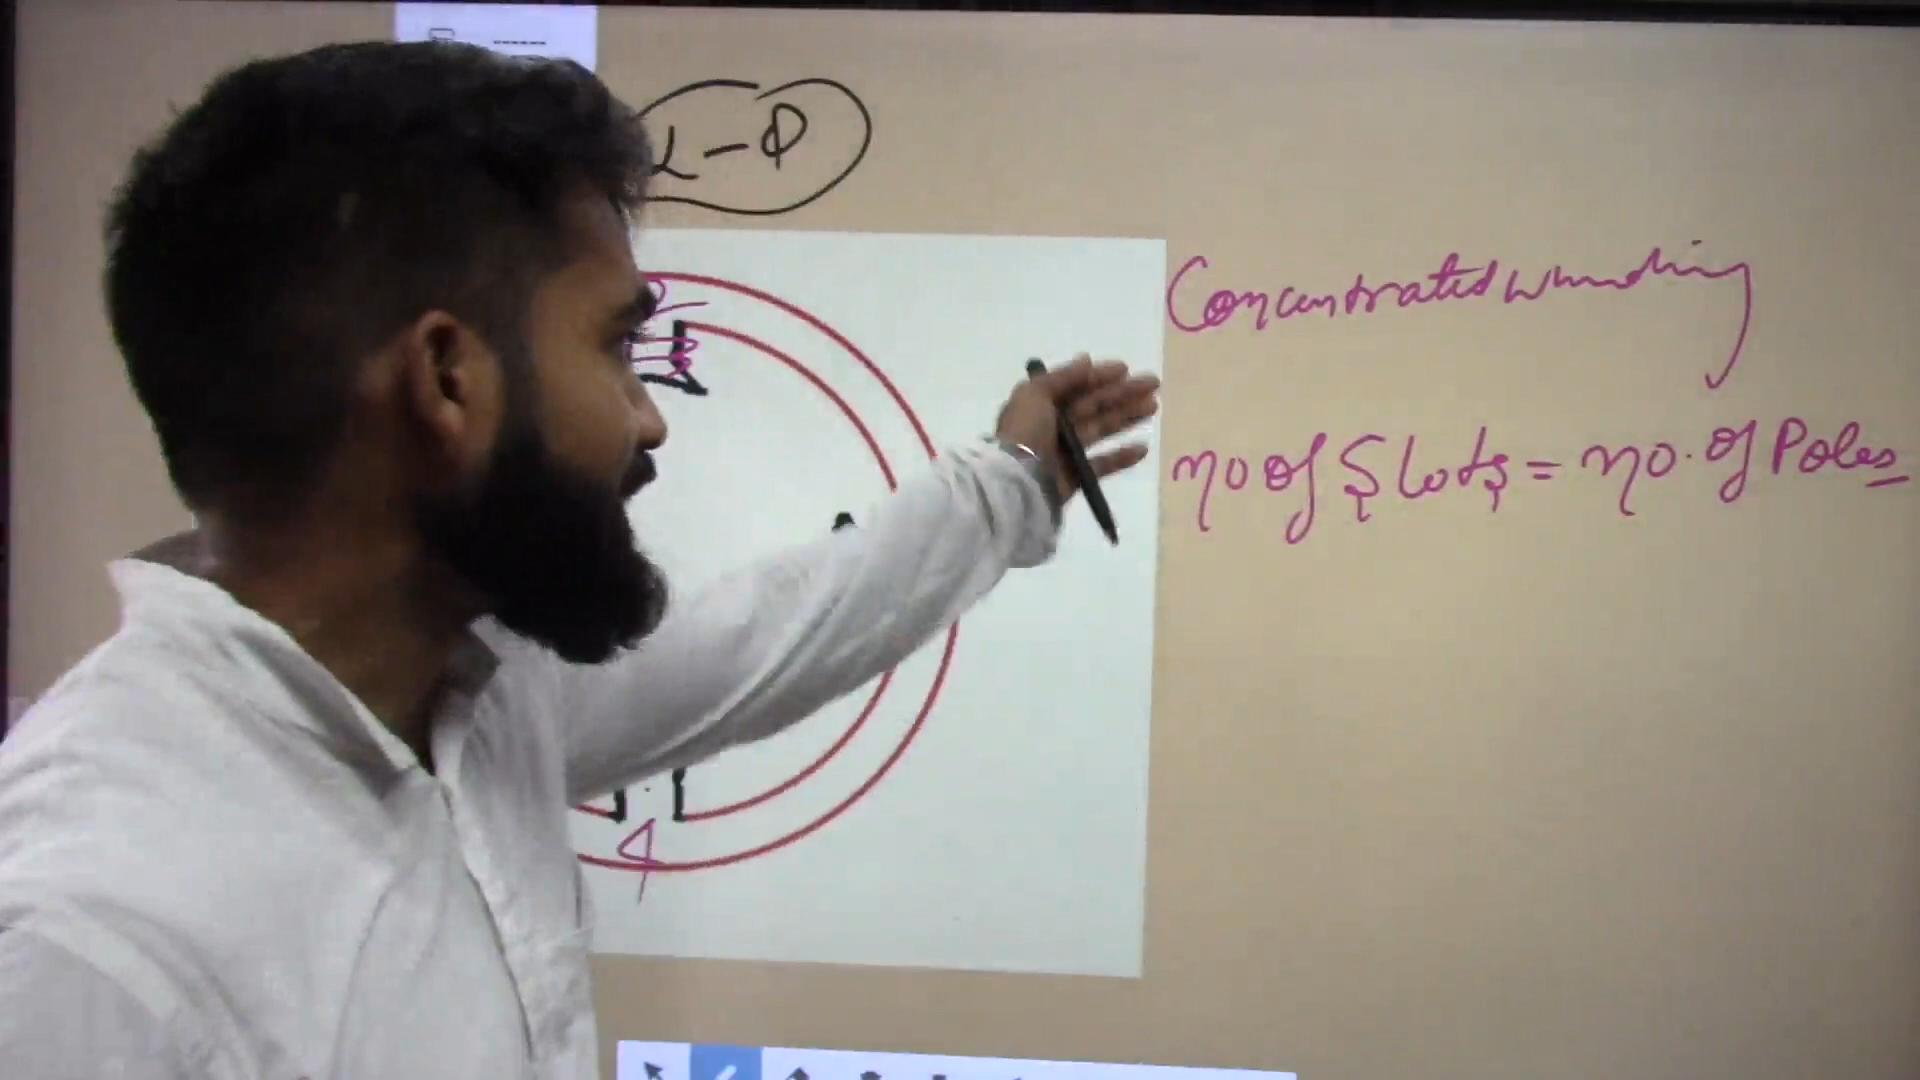 1-Φ
Concentrated winding
no of Slots = no. of Poles